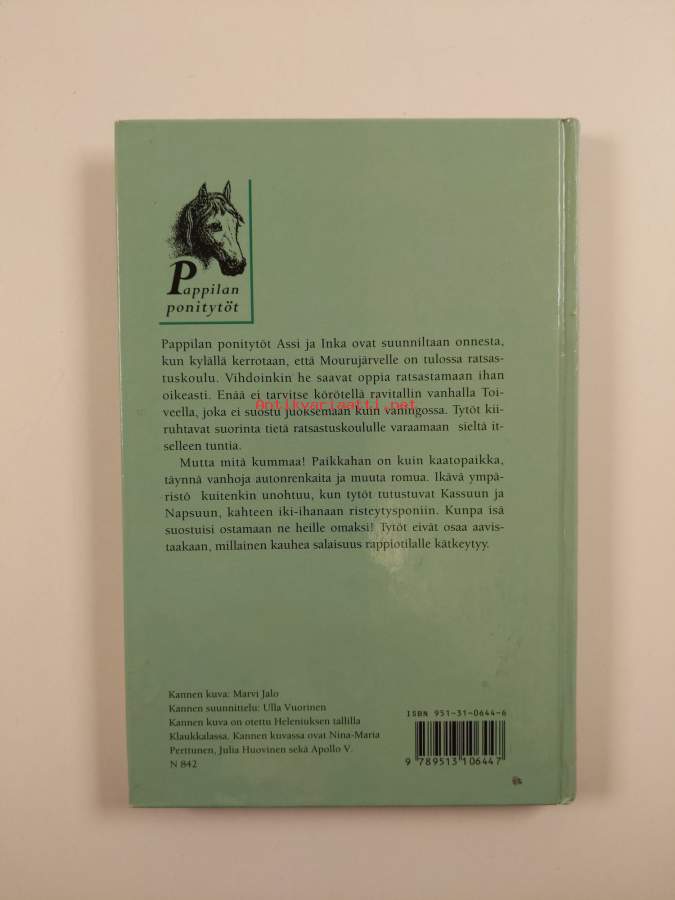 Pappilan
ponitytöt
Pappilan ponitytöt Assi ja Inka ovat suunniltaan onnesta,
kun kylällä kerrotaan, että Mourujärvelle on tulossa ratsas-
tuskoulu. Vihdoinkin he saavat oppia ratsastamaan ihan
oikeasti. Enää ei tarvitse körötellä ravitallin vanhalla Toi-
Antikvariaatti.net
veella, joka ei suostu juoksemaan kuin vaningossa. Tytöt kii-
ruhtavat suorinta tietä ratsastuskoululle varaamaan sieltä it-
selleen tuntia.
Mutta mitä kummaa! Paikkahan on kuin kaatopaikka,
täynnä vanhoja autonrenkaita ja muuta romua. Ikävä ympä-
ristö kuitenkin unohtuu, kun tytöt tutustuvat Kassuun ja
Napsuun, kahteen iki-ihanaan risteytysponiin. Kunpa isä
suostuisi ostamaan ne heille omaksi! Tytöt eivät osaa aavis-
taakaan, millainen kauhea salaisuus rappiotilalle kätkeytyy.
Kannen kuva: Marvi Jalo
Kannen suunnittelu: Ulla Vuorinen
Kannen kuva on otettu Heleniuksen tallilla
Klaukkalassa, Kannen kuvassa ovat Nina-Maria
Perttunen, Julia Huovinen sekä Apollo V.
N 842
ISBN 951-31-0644-6
9 789513 106447